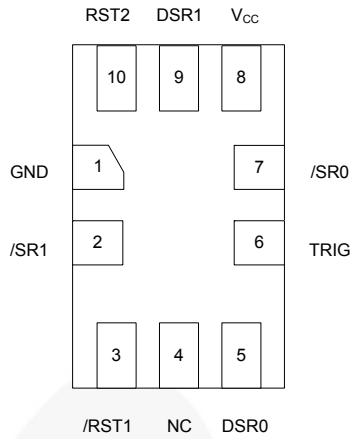 RST2 DSR1 VCC
10 9 8
GND 1 7 /SR0
/SR1 2 6 TRIG
3 4 5
/RST1 NC DSR0